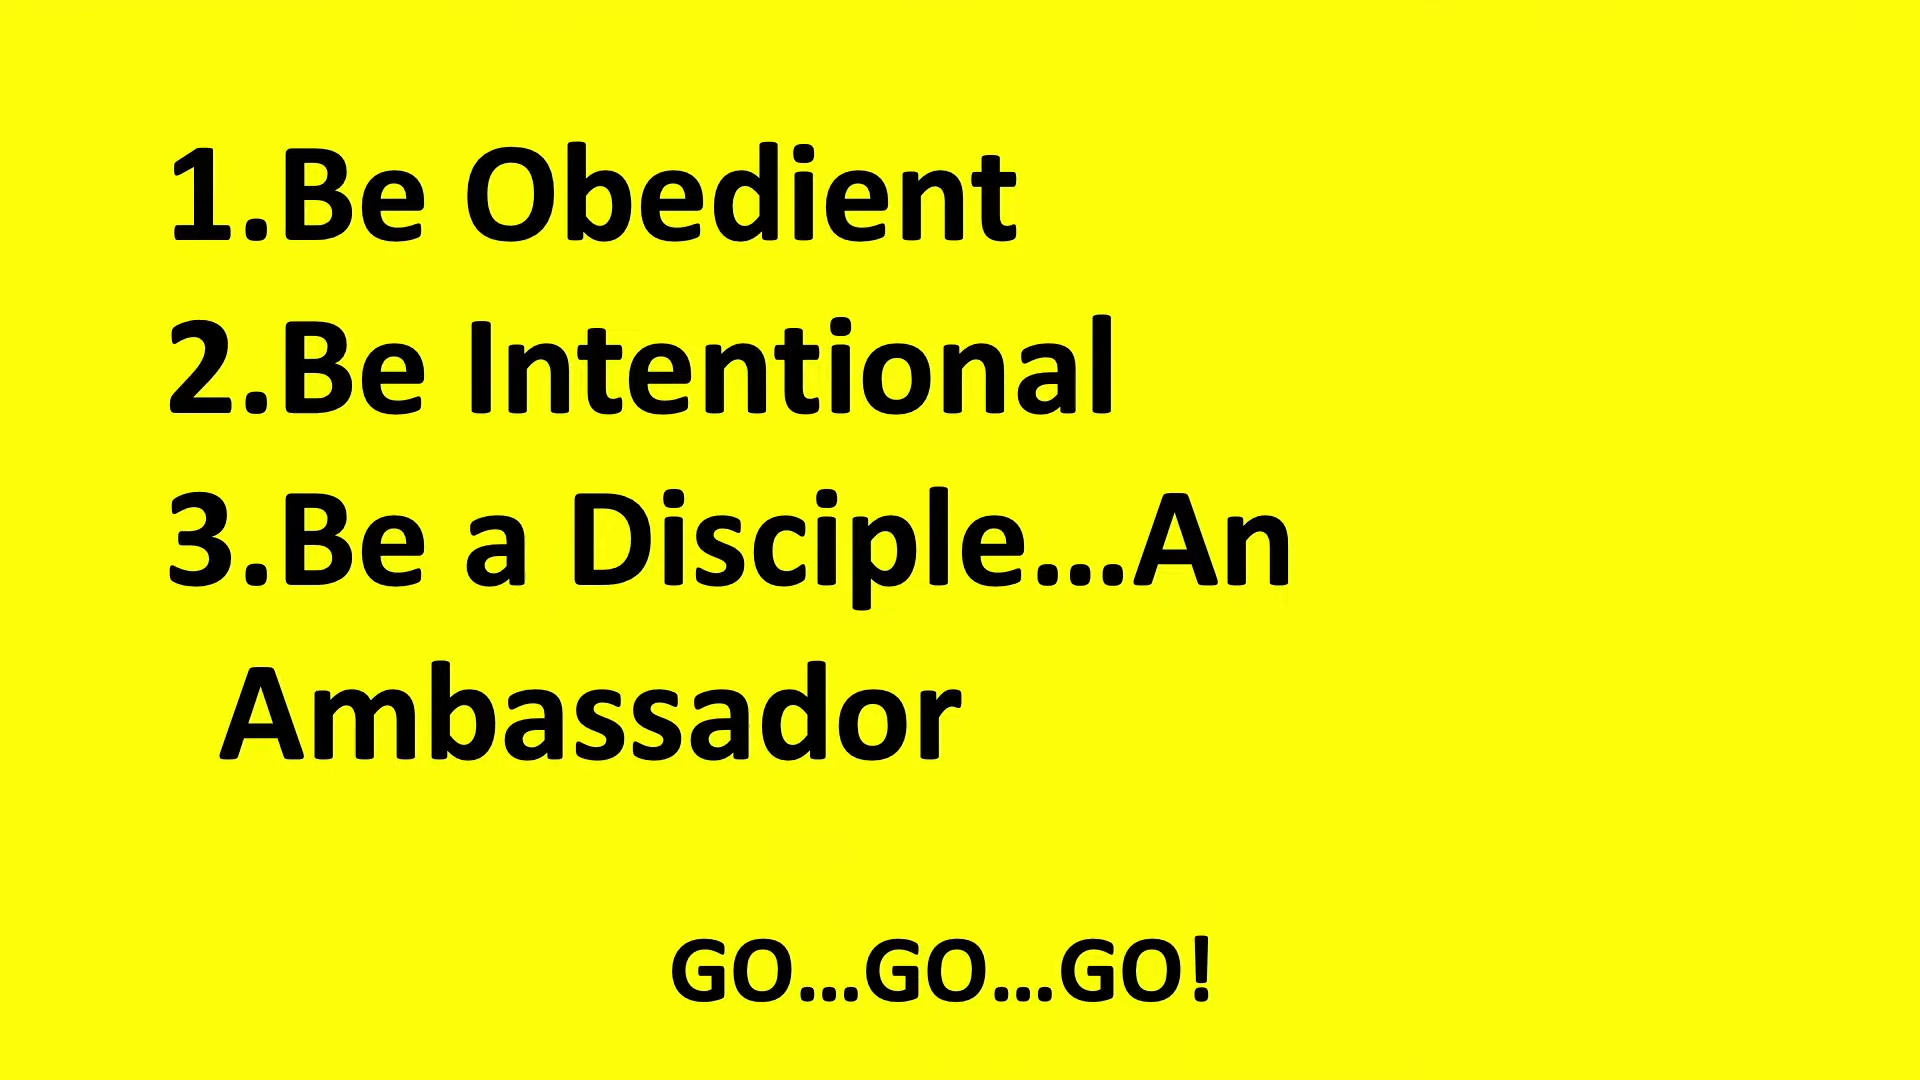 1.Be Obedient
2.Be Intentional
3.Be a Disciple...An
Ambassador
GO...GO...GO!